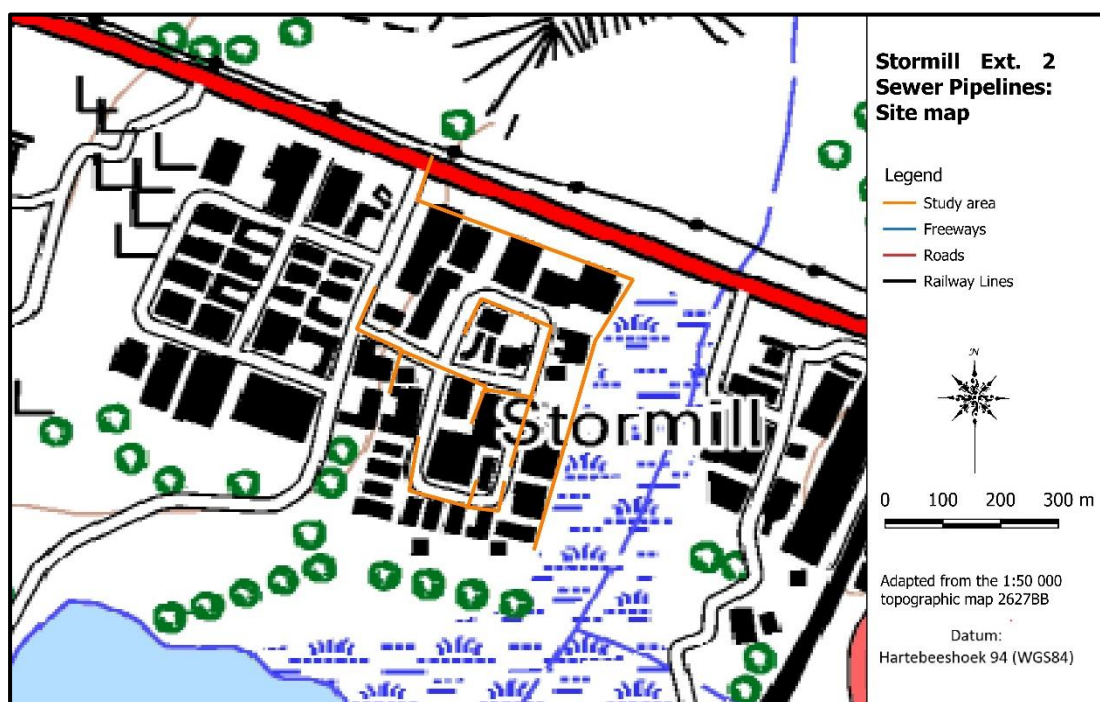 Stormill Ext. 2
Sewer Pipelines:
Site map
Legend
Study area
Freeways
Roads
Railway Lines
N
0 100 200 300 m
Adapted from the 1:50 000
topographic map 2627BB
Datum:
Hartebeeshoek 94 (WGS84)
Stormill